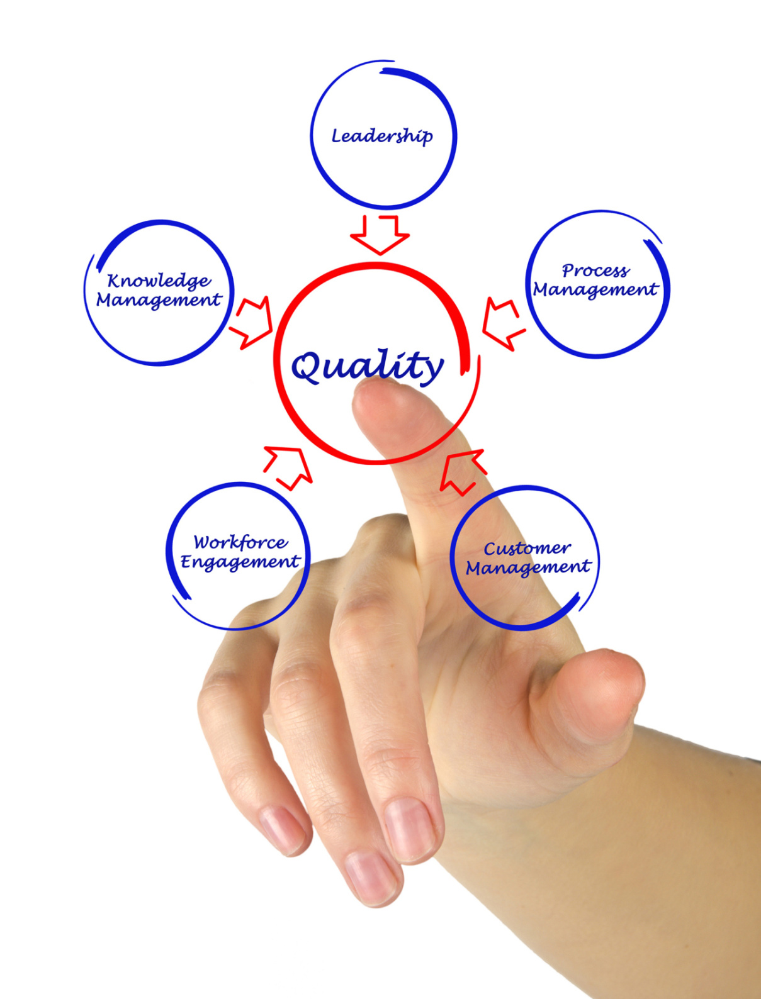 Leadership
Knowledge
Management
Process
Management
Quality
Workforce
Engagement
Customer
Management